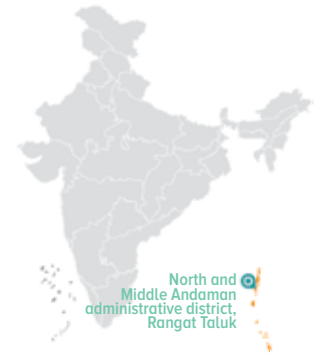 North and
Middle Andaman
administrative district,
Rangat Taluk